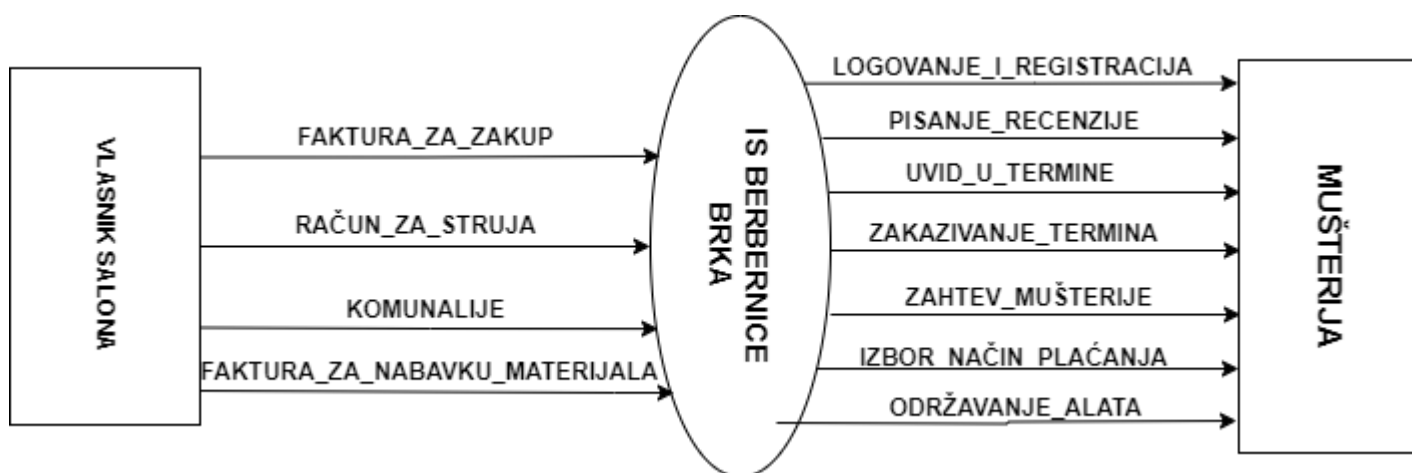 VLASNIK SALONA
FAKTURA_ZA_ZAKUP
RAČUN_ZA_STRUJA
KOMUNALIJE
FAKTURA_ZA_NABAVKU_MATERIJALA
IS BERBERNICE
BRKA
LOGOVANJE_I_REGISTRACIJA
PISANJE_RECENZIJE
UVID_U_TERMINE
ZAKAZIVANJE_TERMINA
ZAHTEV_MUŠTERIJE
IZBOR_NAČIN_PLAĆANJA
ODRŽAVANJE_ALATA
MUŠTERIJA